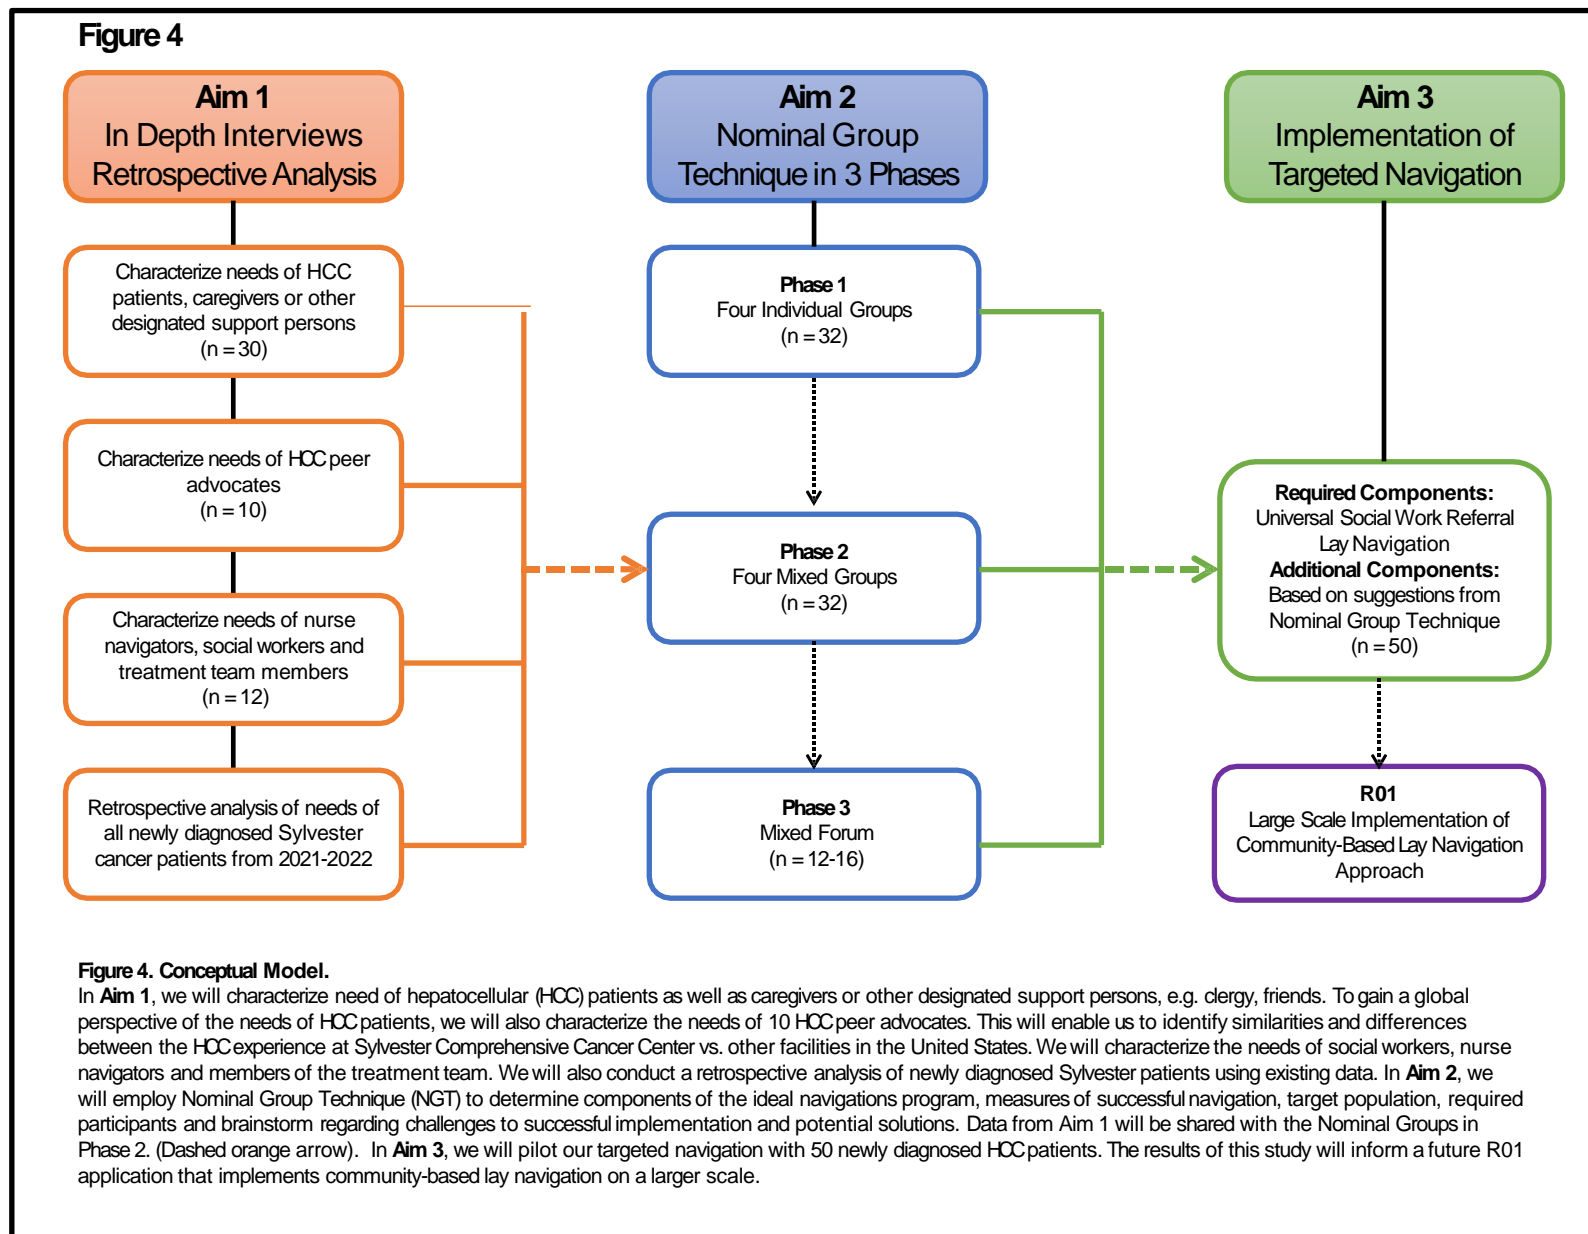 Figure 4
Aim 1
In Depth Interviews
Retrospective Analysis
Characterize needs of HCC
patients, caregivers or other
designated support persons
(n = 30)
Characterize needs of HCC peer
advocates
(n = 10)
Characterize needs of nurse
navigators, social workers and
treatment team members
(n = 12)
Retrospective analysis of needs of
all newly diagnosed Sylvester
cancer patients from 2021-2022
Aim 2
Nominal Group
Technique in 3 Phases
Phase 1
Four Individual Groups
(n = 32)
Phase 2
Four Mixed Groups
(n = 32)
Phase 3
Mixed Forum
(n = 12-16)
Aim 3
Implementation of
Targeted Navigation
Required Components:
Universal Social Work Referral
Lay Navigation
Additional Components:
Based on suggestions from
Nominal Group Technique
(n = 50)
R01
Large Scale Implementation of
Community-Based Lay Navigation
Approach
Figure 4. Conceptual Model.
In Aim 1, we will characterize need of hepatocellular (HCC) patients as well as caregivers or other designated support persons, e.g. clergy, friends. To gain a global
perspective of the needs of HCC patients, we will also characterize the needs of 10 HCC peer advocates. This will enable us to identify similarities and differences
between the HCC experience at Sylvester Comprehensive Cancer Center vs. other facilities in the United States. We will characterize the needs of social workers, nurse
navigators and members of the treatment team. We will also conduct a retrospective analysis of newly diagnosed Sylvester patients using existing data. In Aim 2, we
will employ Nominal Group Technique (NGT) to determine components of the ideal navigations program, measures of successful navigation, target population, required
participants and brainstorm regarding challenges to successful implementation and potential solutions. Data from Aim 1 will be shared with the Nominal Groups in
Phase 2. (Dashed orange arrow). In Aim 3, we will pilot our targeted navigation with 50 newly diagnosed HCC patients. The results of this study will inform a future R01
application that implements community-based lay navigation on a larger scale.